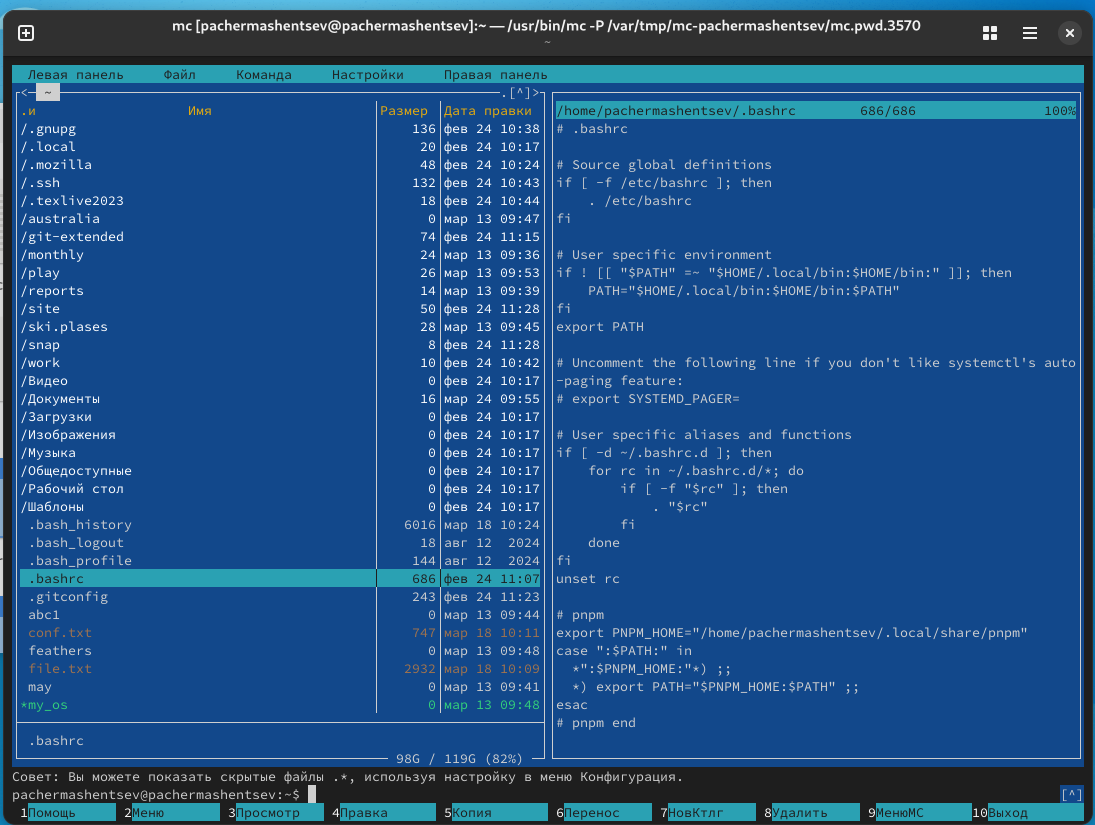 mc [pachermashentsev@pachermashentsev]:~ — /usr/bin/mc -P /var/tmp/mc-pachermashentsev/mc.pwd.3570
~
Левая панель Файл Команда Настройки Правая панель
<─ ~ .[^]>
.и Имя Размер Дата правки
/.gnupg 136 фев 24 10:38
/.local 20 фев 24 10:17
/.mozilla 48 фев 24 10:24
/.ssh 132 фев 24 10:43
/.texlive2023 18 фев 24 10:44
/australia 0 мар 13 09:47
/git-extended 74 фев 24 11:15
/monthly 24 мар 13 09:36
/play 26 мар 13 09:53
/reports 14 мар 13 09:39
/site 50 фев 24 11:28
/ski.plases 28 мар 13 09:45
/snap 8 фев 24 11:28
/work 10 фев 24 10:42
/Видео 0 фев 24 10:17
/Документы 16 мар 24 09:55
/Загрузки 0 фев 24 10:17
/Изображения 0 фев 24 10:17
/Музыка 0 фев 24 10:17
/Общедоступные 0 фев 24 10:17
/Рабочий стол 0 фев 24 10:17
/Шаблоны 0 фев 24 10:17
.bash_history 6016 мар 18 10:24
.bash_logout 18 авг 12 2024
.bash_profile 144 авг 12 2024
.bashrc 686 фев 24 11:07
.gitconfig 243 фев 24 11:23
abc1 0 мар 13 09:44
conf.txt 747 мар 18 10:11
feathers 0 мар 13 09:48
file.txt 2932 мар 18 10:09
may 0 мар 13 09:41
*my_os 0 мар 13 09:48
.bashrc
98G / 119G (82%)
/home/pachermashentsev/.bashrc 686/686 100%
# .bashrc
# Source global definitions
if [ -f /etc/bashrc ]; then
    . /etc/bashrc
fi
# User specific environment
if ! [[ "$PATH" =~ "$HOME/.local/bin:$HOME/bin:" ]]; then
    PATH="$HOME/.local/bin:$HOME/bin:$PATH"
fi
export PATH
# Uncomment the following line if you don't like systemctl's auto
-paging feature:
# export SYSTEMD_PAGER=
# User specific aliases and functions
if [ -d ~/.bashrc.d ]; then
    for rc in ~/.bashrc.d/*; do
        if [ -f "$rc" ]; then
            . "$rc"
        fi
    done
fi
unset rc
# pnpm
export PNPM_HOME="/home/pachermashentsev/.local/share/pnpm"
case ":$PATH:" in
  *":$PNPM_HOME:"*) ;;
  *) export PATH="$PNPM_HOME:$PATH" ;;
esac
# pnpm end
Совет: Вы можете показать скрытые файлы .*, используя настройку в меню Конфигурация.
pachermashentsev@pachermashentsev:~$ [^]
1Помощь 2Меню 3Просмотр 4Правка 5Копия 6Перенос 7НовКтлг 8Удалить 9МенюMC 10Выход